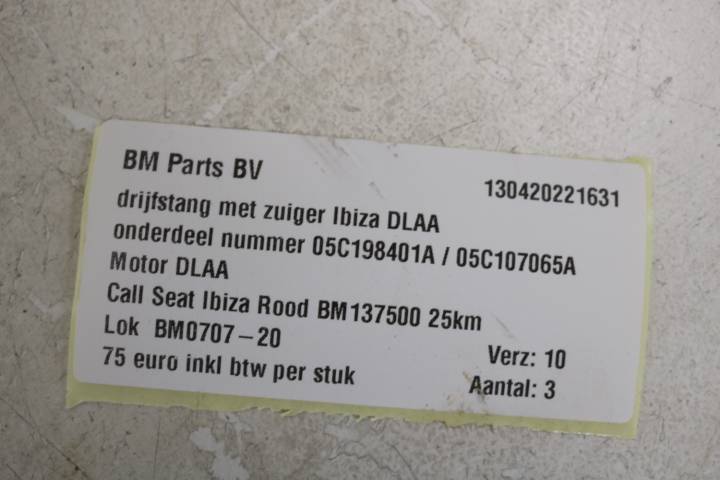 BM Parts BV
130420221631
drijfstang met zuiger Ibiza DLAA
onderdeel nummer 05C198401A / 05C107065A
Motor DLAA
Call Seat Ibiza Rood BM137500 25km
Lok BM0707-20
Verz: 10
75 euro inkl btw per stuk
Aantal: 3